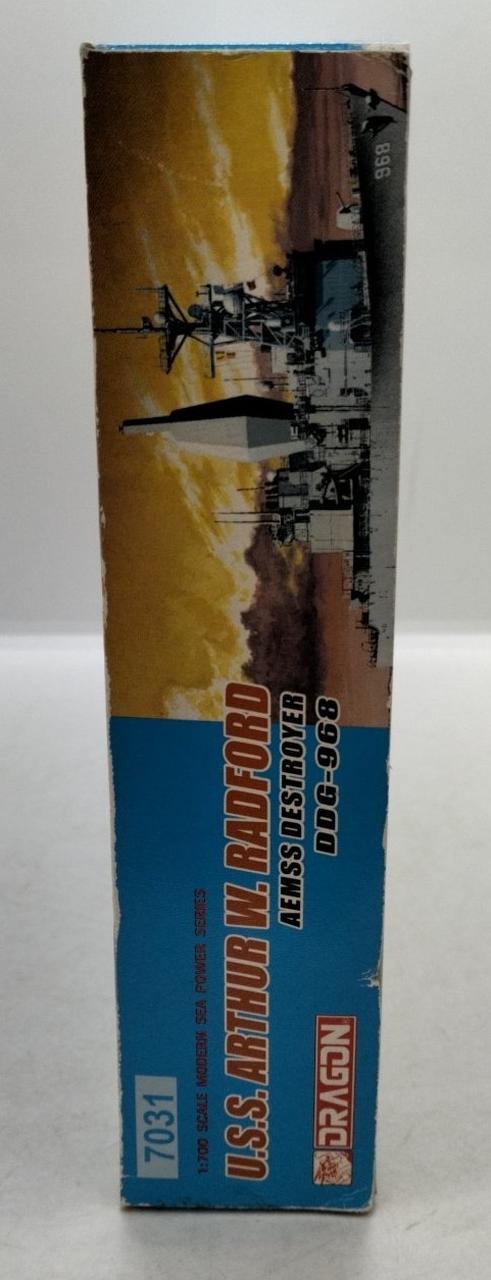 7031
1:700 SCALE MODERN SEA POWER SERIES
U.S.S. ARTHUR W. RADFORD
AEMSS DESTROYER
DDG-968
DRAGON
968